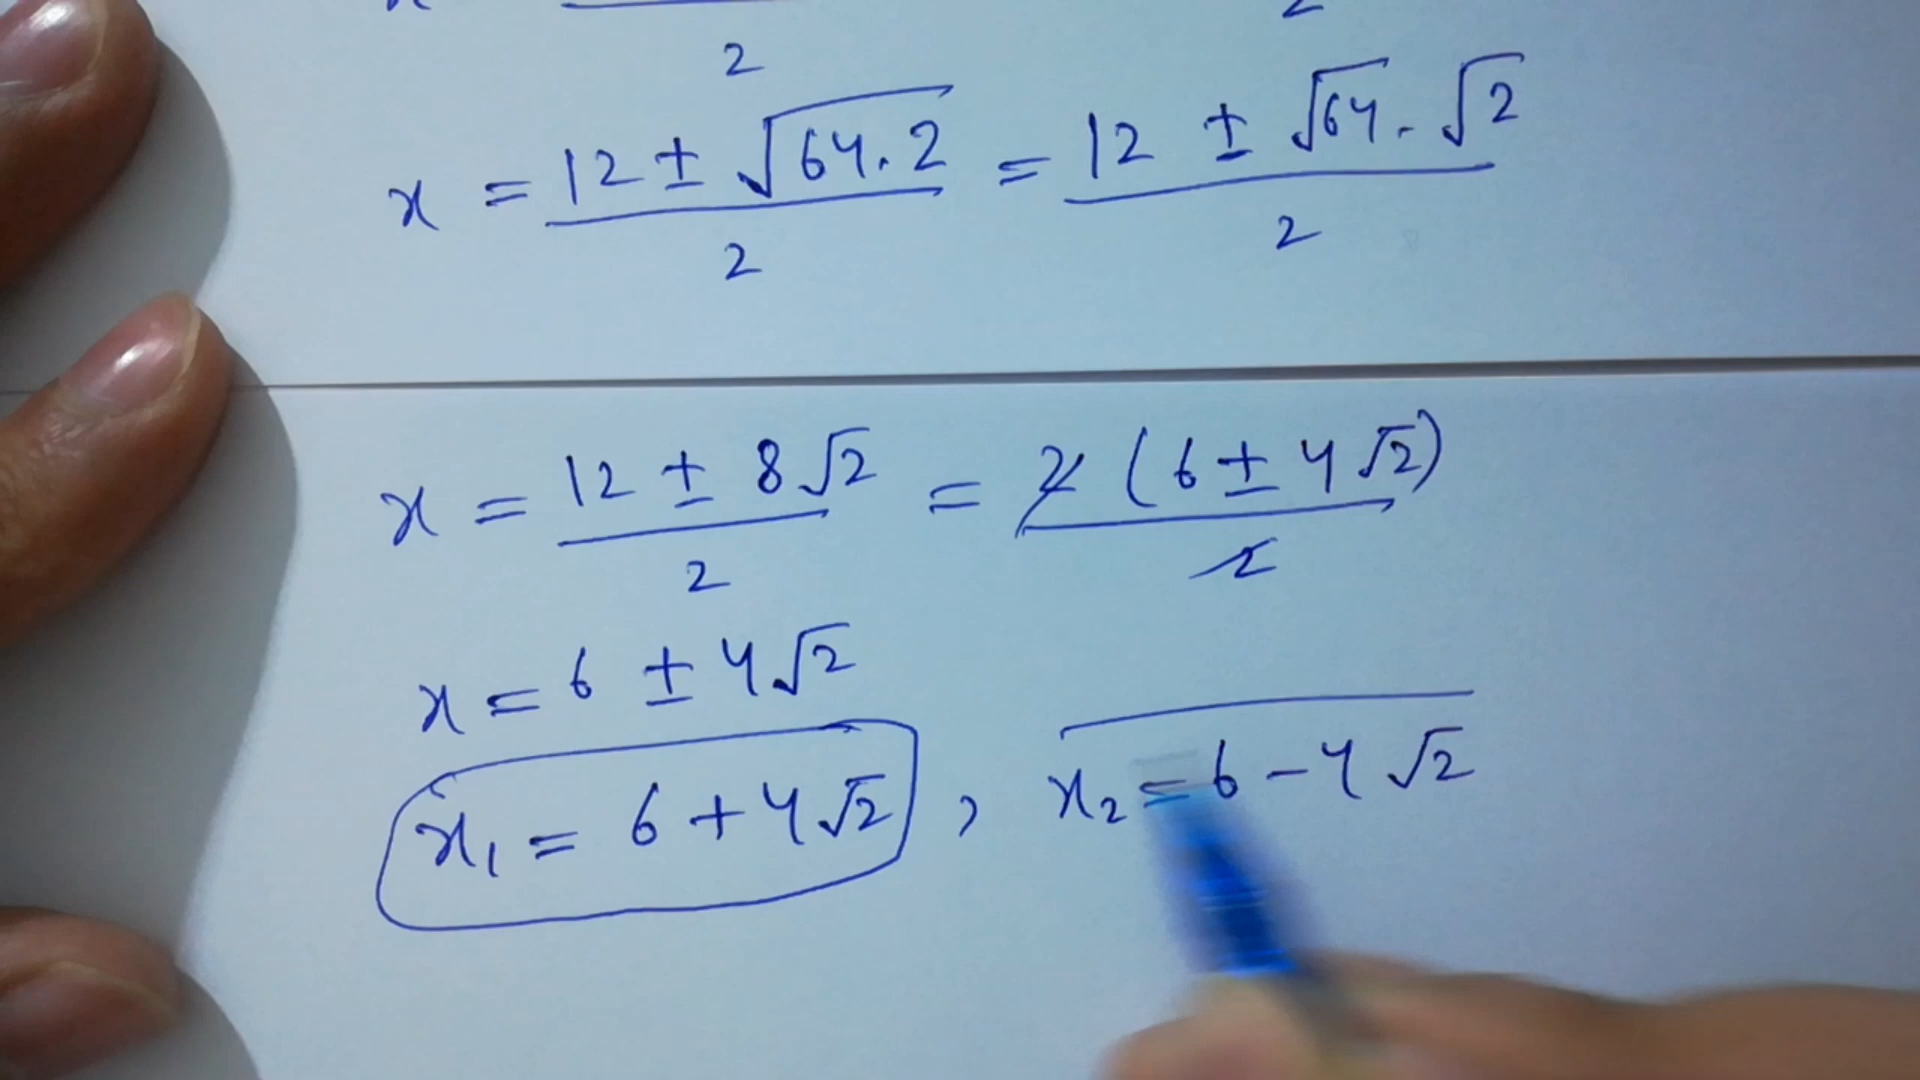 2
x = 12 ± √64.2 / 2 = 12 ± √64 . √2 / 2
x = 12 ± 8√2 / 2 = 2 (6 ± 4√2) / 2
x = 6 ± 4√2
x₁ = 6 + 4√2 , x₂ = 6 - 4√2